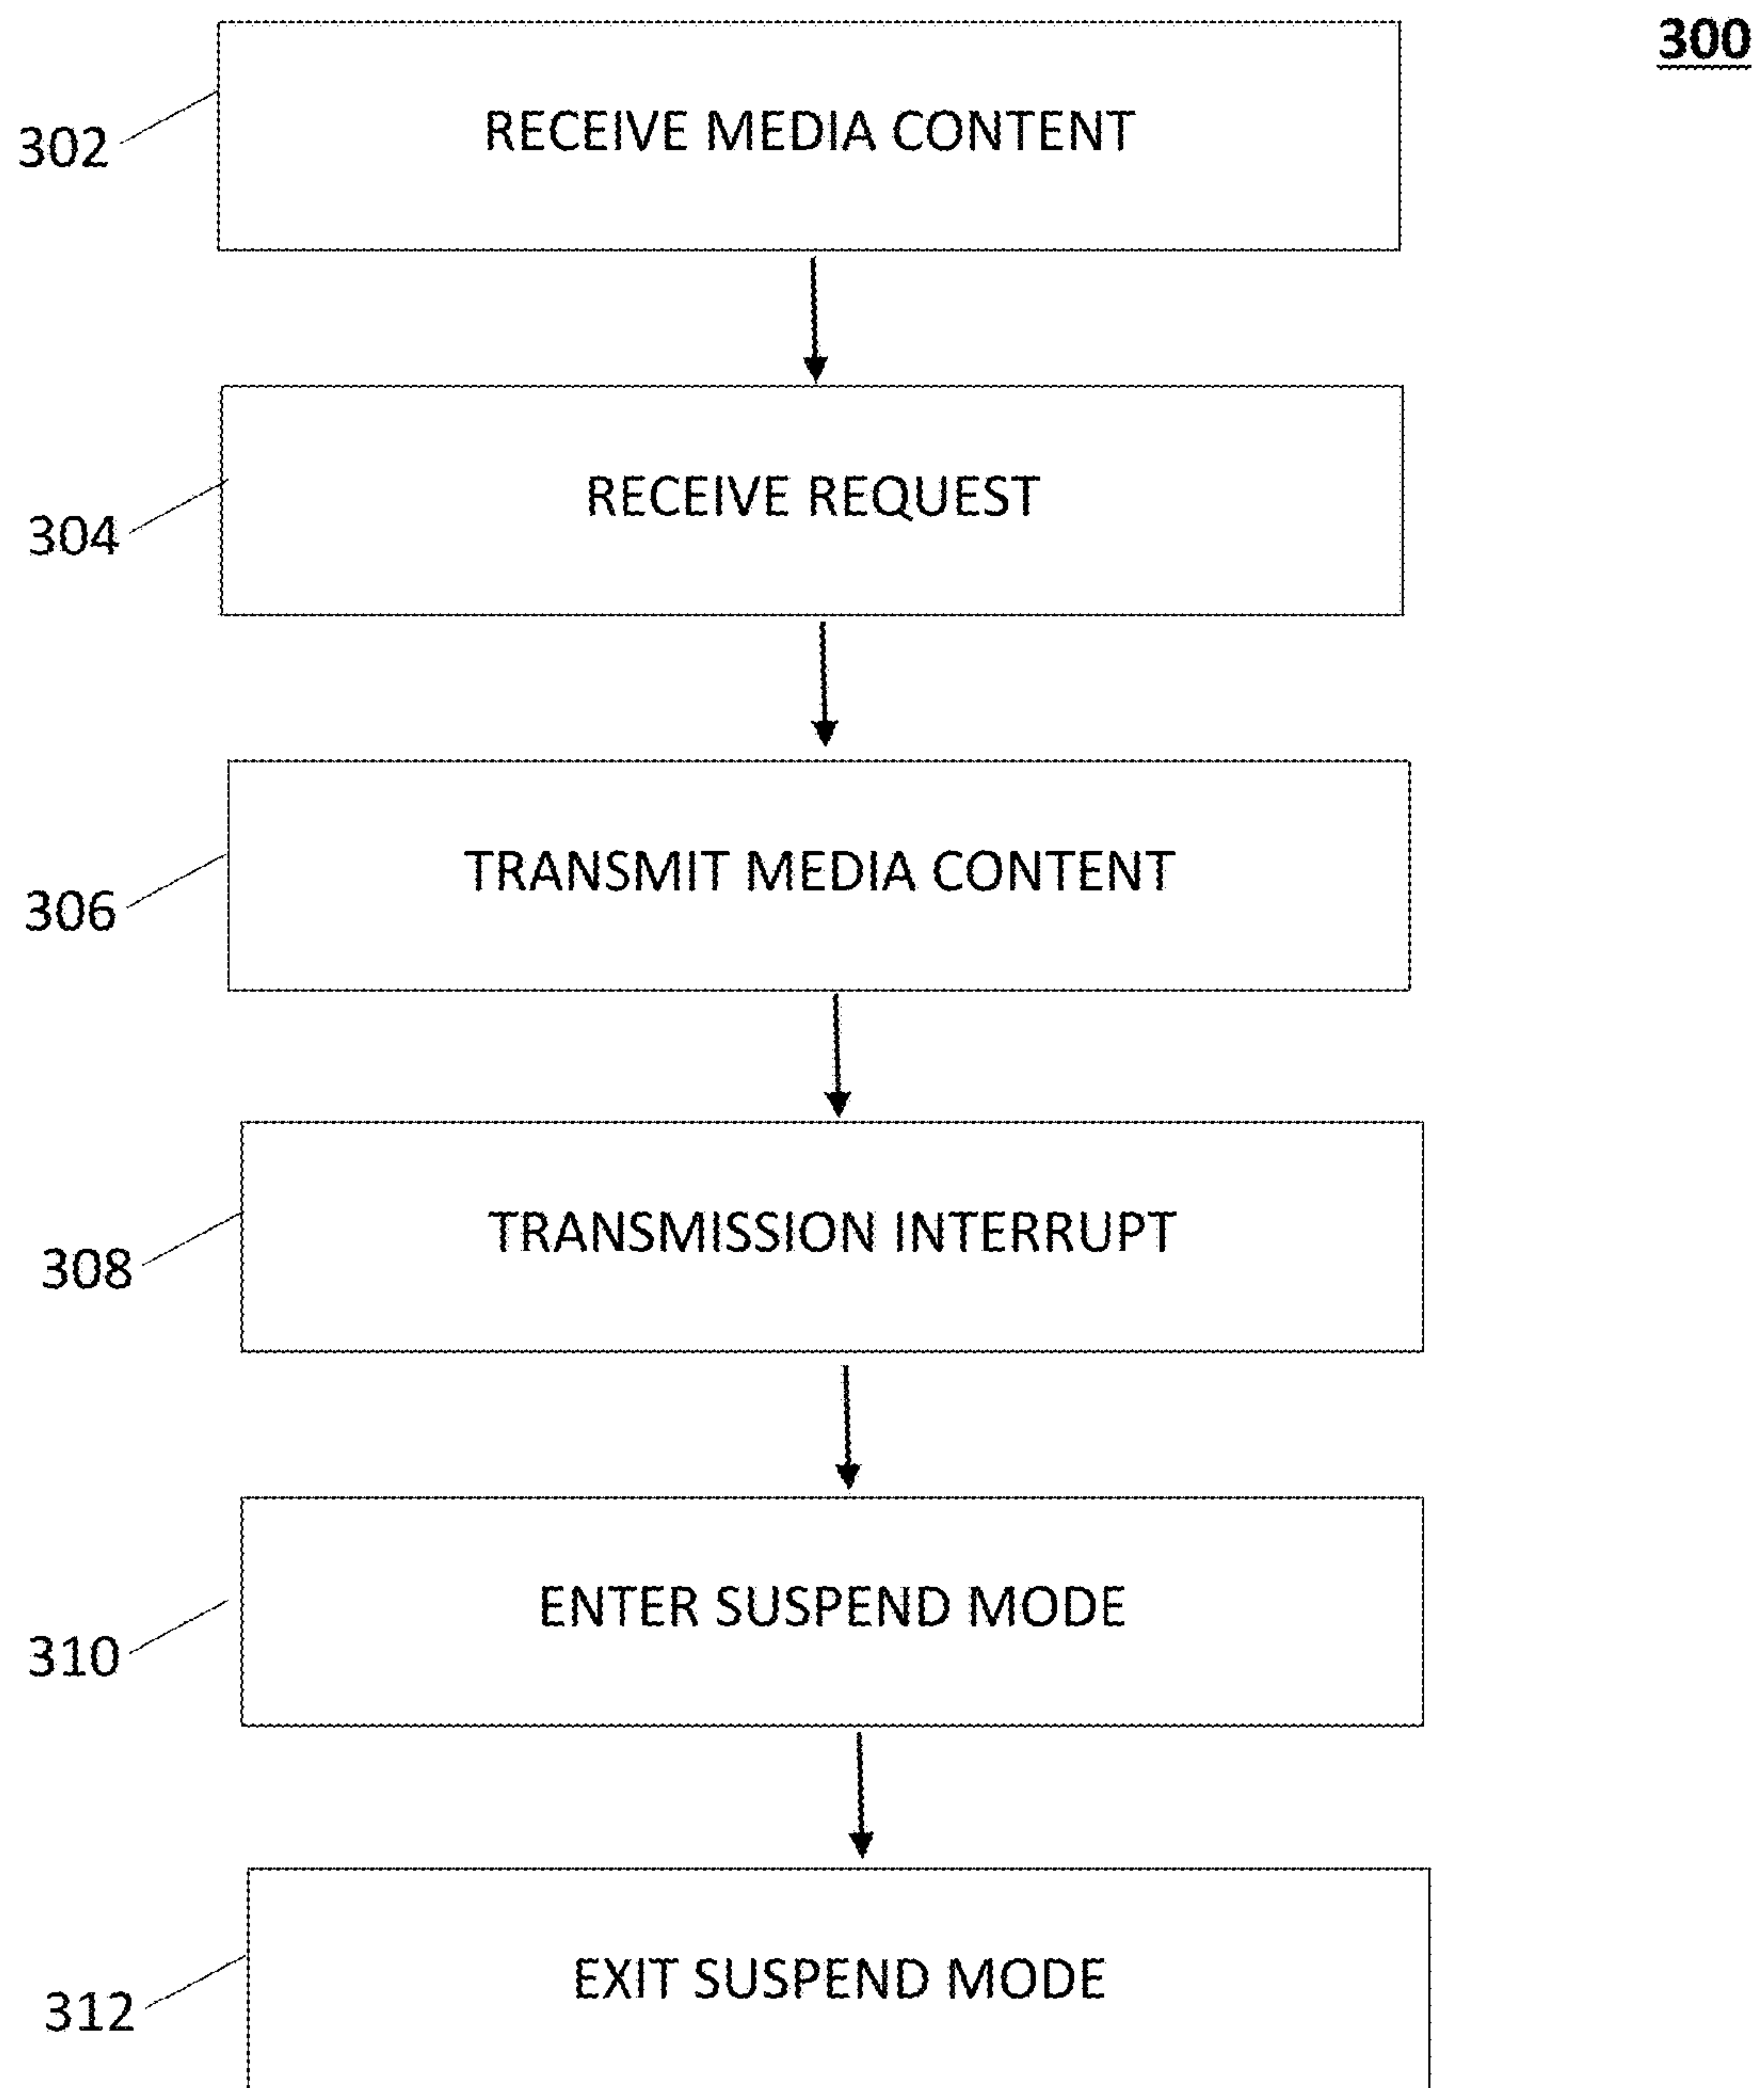 300
302
RECEIVE MEDIA CONTENT
304
RECEIVE REQUEST
306
TRANSMIT MEDIA CONTENT
308
TRANSMISSION INTERRUPT
310
ENTER SUSPEND MODE
312
EXIT SUSPEND MODE